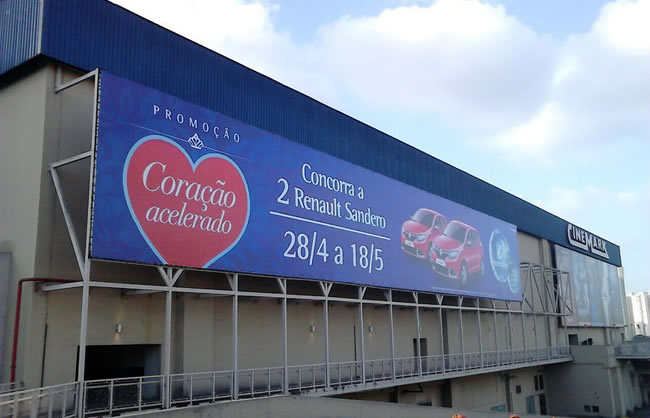 PROMOÇÃO
Coração
acelerado
Concorra a
2 Renault Sandero
28/4 a 18/5
CINEMARK